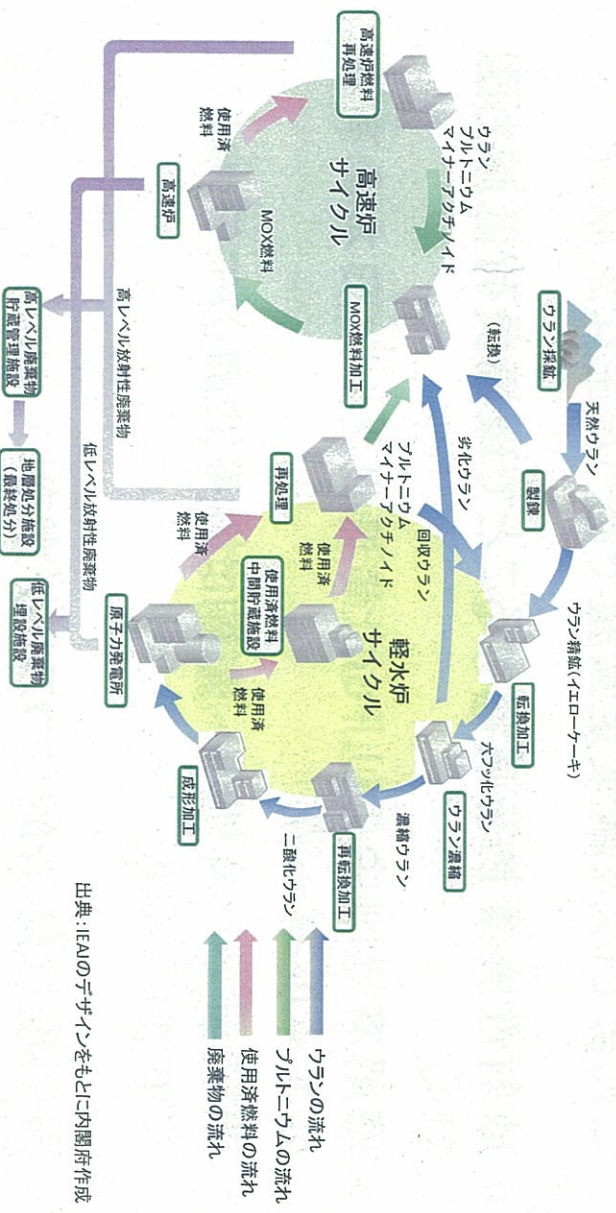 ウラン採鉱
天然ウラン
製錬
ウラン精鉱(イエローケーキ)
(転換)
転換加工
六フッ化ウラン
ウラン濃縮
濃縮ウラン
再転換加工
二酸化ウラン
成形加工
劣化ウラン
回収ウラン
軽水炉
サイクル
プルトニウム
マイナーアクチノイド
再処理
使用済
燃料
使用済燃料
中間貯蔵施設
使用済
燃料
使用済
燃料
原子力発電所
ウラン
プルトニウム
マイナーアクチノイド
高速炉燃料
再処理
高速炉
サイクル
MOX燃料加工
MOX燃料
使用済
燃料
高速炉
高レベル放射性廃棄物
低レベル放射性廃棄物
高レベル廃棄物
貯蔵管理施設
地層処分施設
(最終処分)
低レベル廃棄物
埋設施設
ウランの流れ
プルトニウムの流れ
使用済燃料の流れ
廃棄物の流れ
出典:IEAJのデザインをもとに内閣府作成